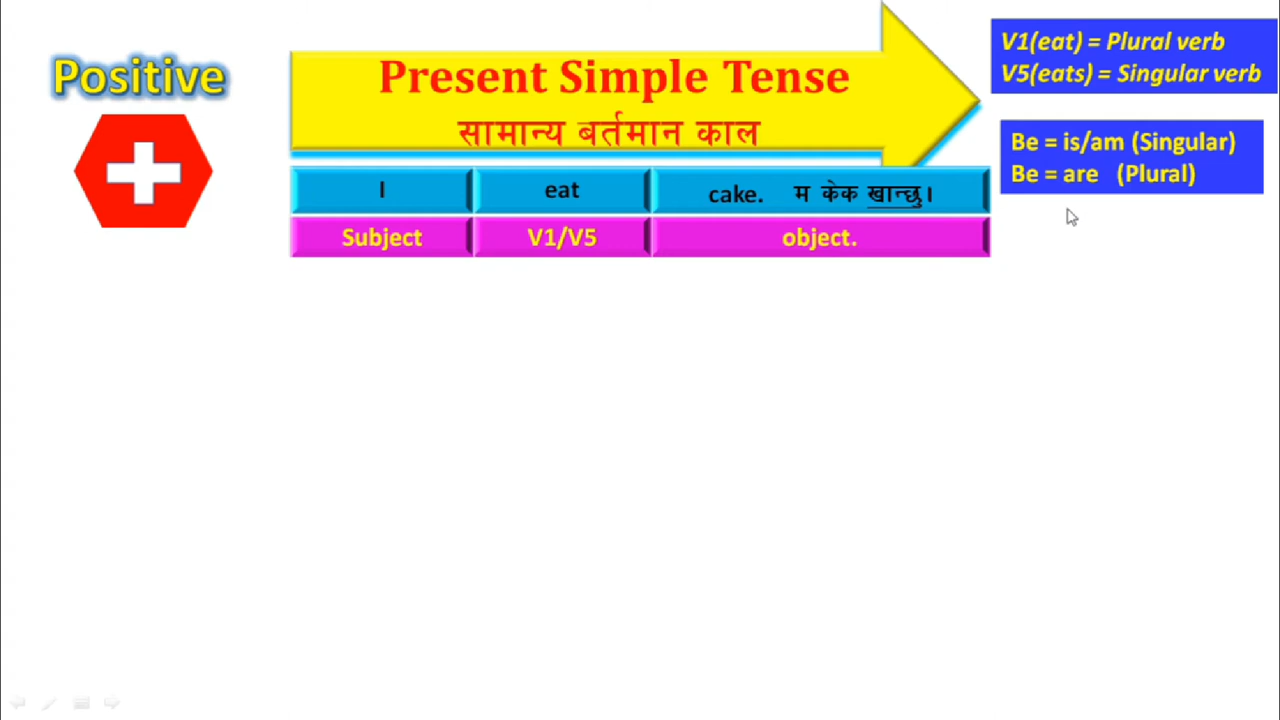 Positive
Present Simple Tense
सामान्य बर्तमान काल
V1(eat) = Plural verb
V5(eats) = Singular verb
Be = is/am (Singular)
Be = are (Plural)
I eat cake. म केक खान्छु।
Subject V1/V5 object.